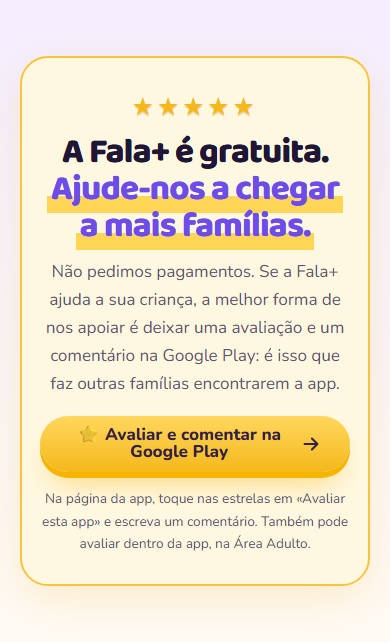 A Fala+ é gratuita.
Ajude-nos a chegar
a mais famílias.
Não pedimos pagamentos. Se a Fala+
ajuda a sua criança, a melhor forma de
nos apoiar é deixar uma avaliação e um
comentário na Google Play: é isso que
faz outras famílias encontrarem a app.
Avaliar e comentar na
Google Play
Na página da app, toque nas estrelas em «Avaliar
esta app» e escreva um comentário. Também pode
avaliar dentro da app, na Área Adulto.